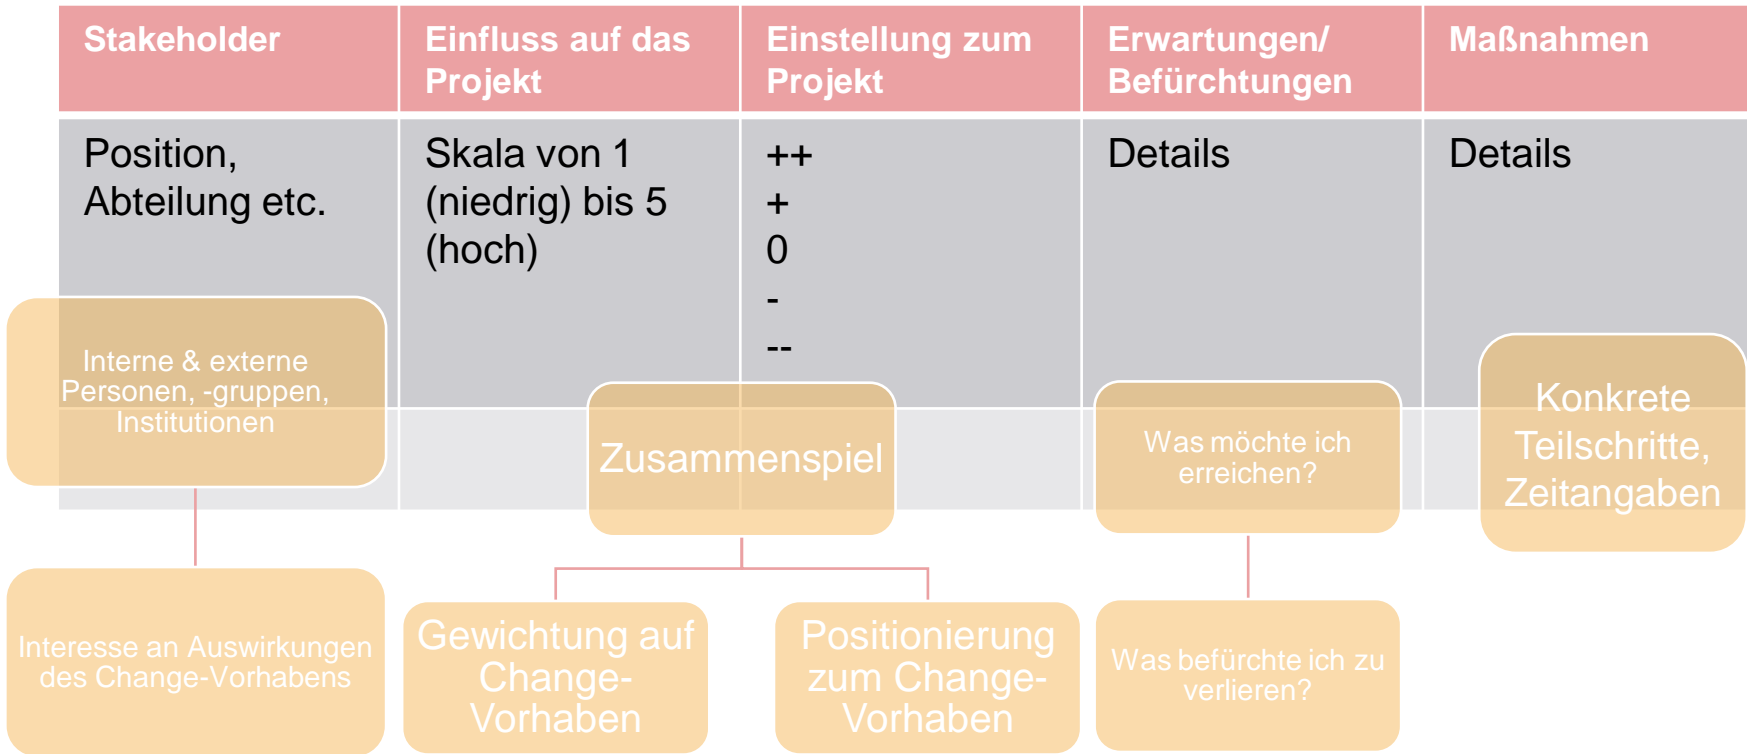 Stakeholder
Einfluss auf das
Projekt
Einstellung zum
Projekt
Erwartungen/
Befürchtungen
Maßnahmen
Position,
Abteilung etc.
Skala von 1
(niedrig) bis 5
(hoch)
++
+
0
-
--
Details
Details
Interne & externe
Personen, -gruppen,
Institutionen
Zusammenspiel
Was möchte ich
erreichen?
Konkrete
Teilschritte,
Zeitangaben
Interesse an Auswirkungen
des Change-Vorhabens
Gewichtung auf
Change-
Vorhaben
Positionierung
zum Change-
Vorhaben
Was befürchte ich zu
verlieren?